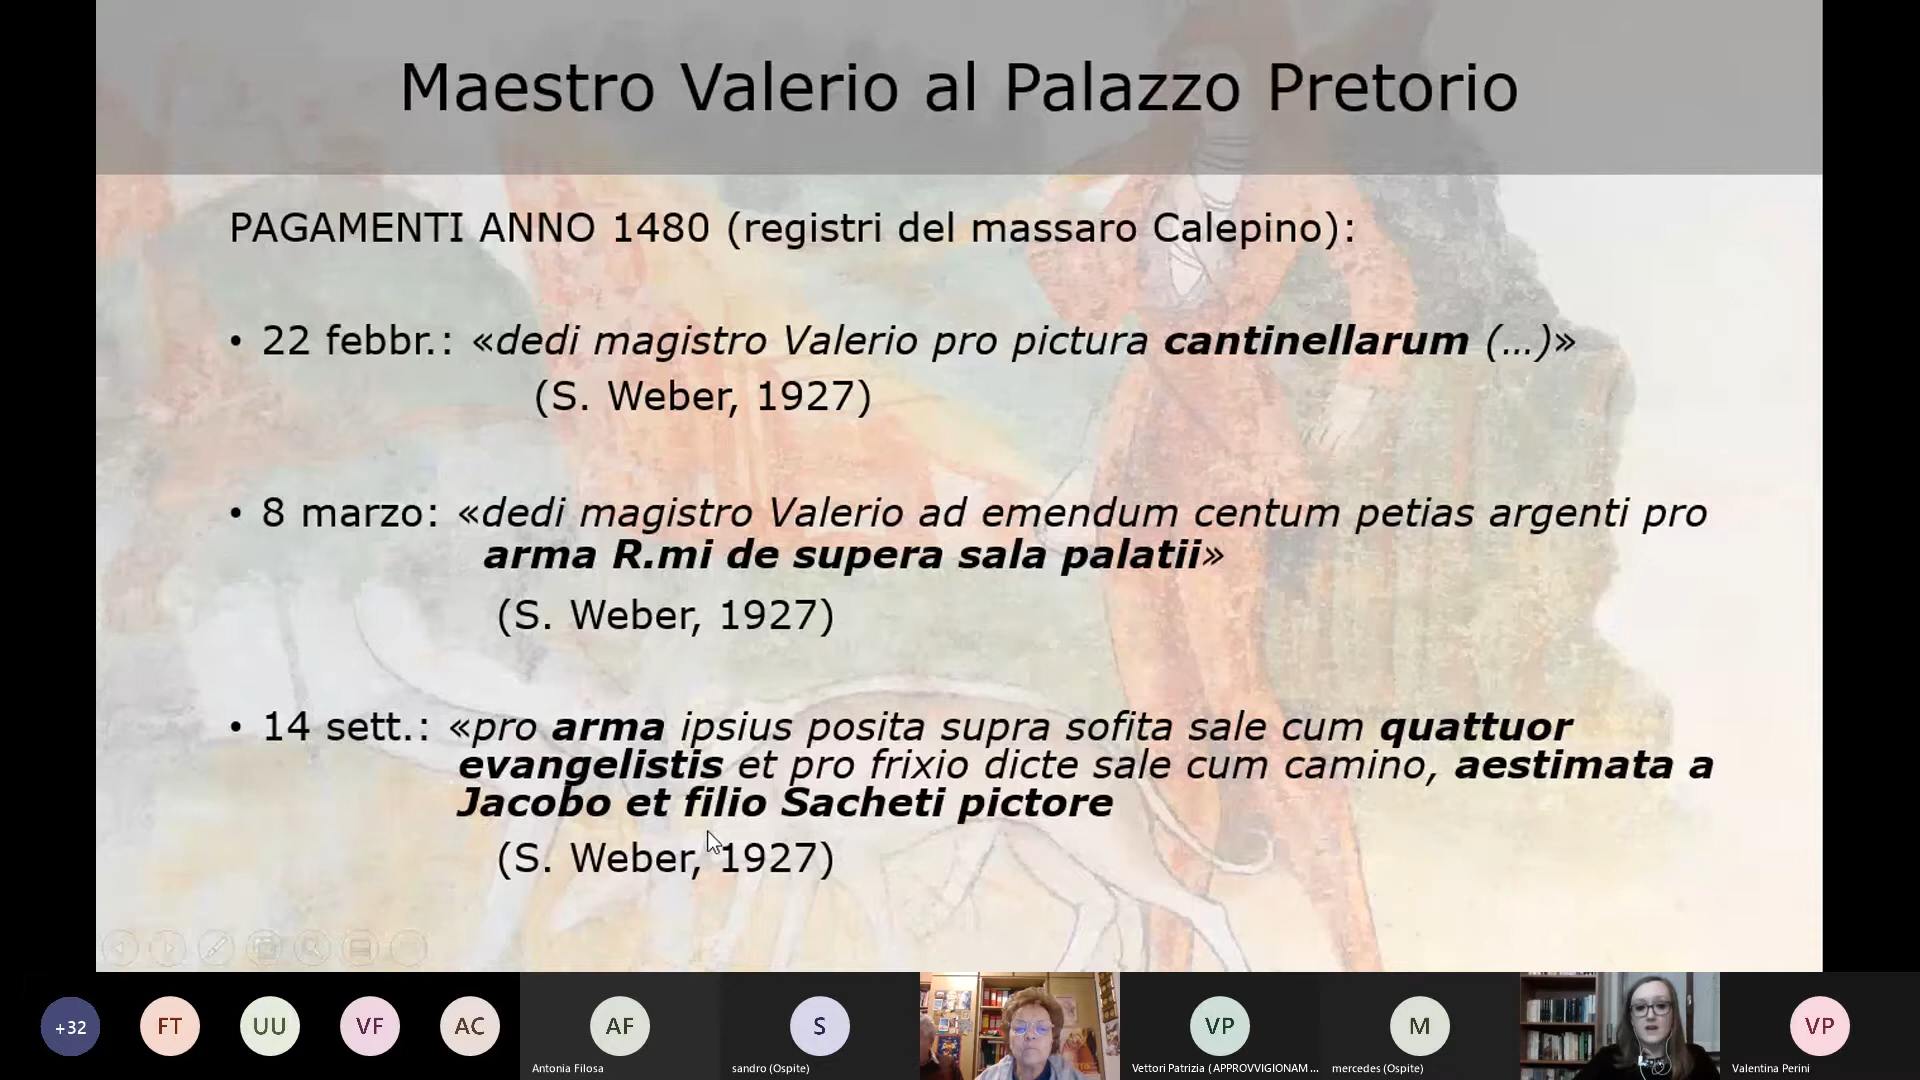 Maestro Valerio al Palazzo Pretorio
PAGAMENTI ANNO 1480 (registri del massaro Calepino):
• 22 febbr.: «dedi magistro Valerio pro pictura cantinellarum (…)»
(S. Weber, 1927)
• 8 marzo: «dedi magistro Valerio ad emendum centum petias argenti pro
arma R.mi de supera sala palatii»
(S. Weber, 1927)
• 14 sett.: «pro arma ipsius posita supra sofita sale cum quattuor
evangelistis et pro frixio dicte sale cum camino, aestimata a
Jacobo et filio Sacheti pictore
(S. Weber, 1927)
+32 FT UU VF AC AF S VP M VP
Antonia Filosa sandro (Ospite) Vettori Patrizia ( APPROVVIGIONAM ... mercedes (Ospite) Valentina Perini